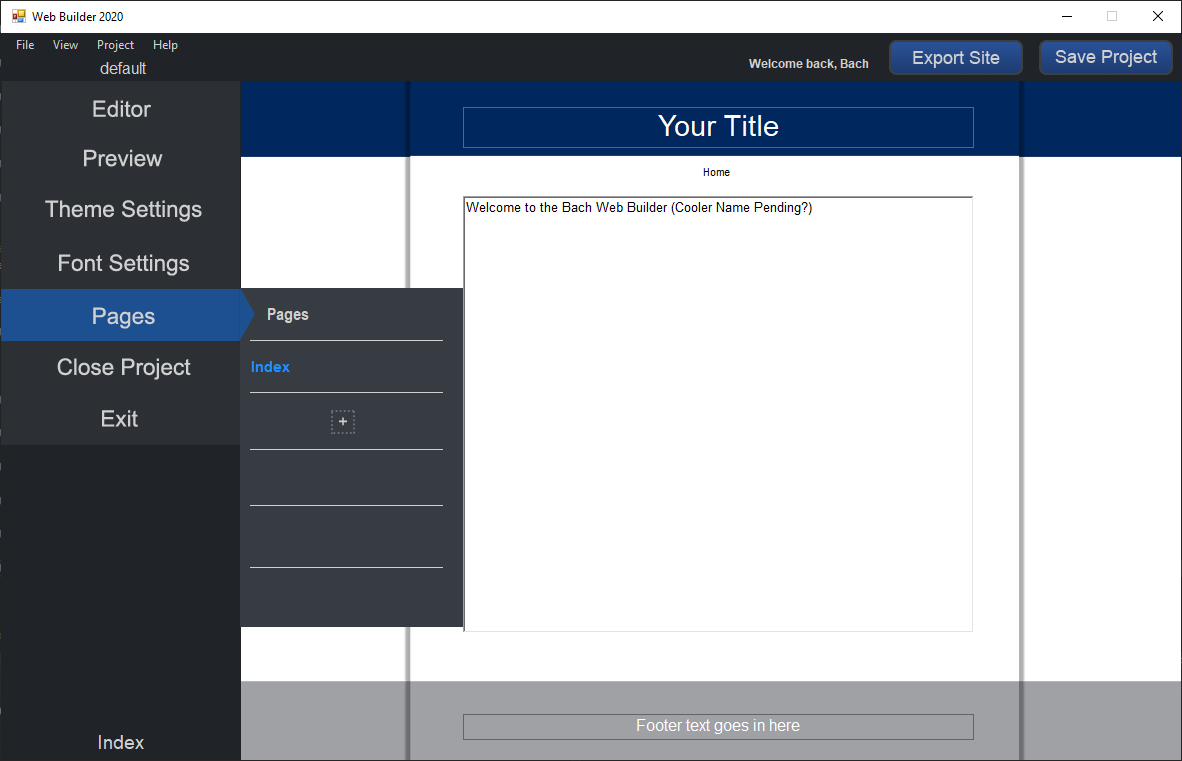 Web Builder 2020
File View Project Help
default
Welcome back, Bach
Export Site
Save Project
Editor
Preview
Theme Settings
Font Settings
Pages
Close Project
Exit
Index
Pages
Index
+
Your Title
Home
Welcome to the Bach Web Builder (Cooler Name Pending?)
Footer text goes in here